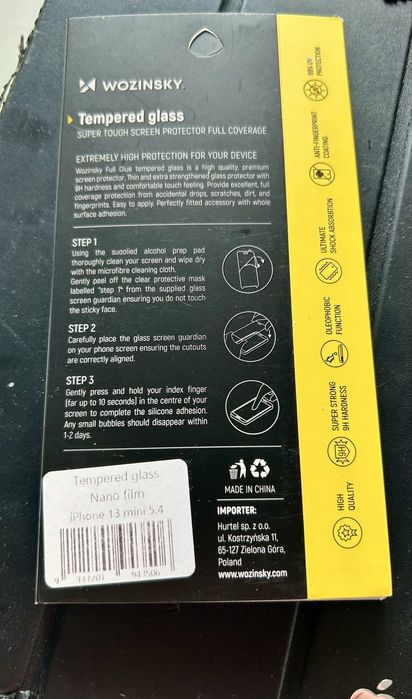 WOZINSKY
Tempered glass
SUPER TOUGH SCREEN PROTECTOR FULL COVERAGE
EXTREMELY HIGH PROTECTION FOR YOUR DEVICE
Wozinsky Full Glue tempered glass is a high quality, premium
screen protector. Thin and extra strengthened glass protector with
9H hardness and comfortable touch feeling. Provide excellent, full
coverage protection from accidental drops, scratches, dirt, and
fingerprints. Easy to apply. Perfectly fitted accessory with whole
surface adhesion.
STEP 1
Using the suoolied alcohol prep pad
thoroughly clean your screen and wipe dry
with the microfibre cleaning cloth.
Gently peel off the clear protective mask
labelled "step 1" from the supplied glass
screen guardian ensuring you do not touch
the sticky face.
STEP 2
Carefully place the glass screen guardian
on your phone screen ensuring the cutouts
are correctly aligned.
STEP 3
Gently press and hold your index finger
(far up to 10 seconds) in the centre of your
screen to complete the silicone adhesion.
Any small bubbles should disappear within
1-2 days.
Tempered glass
Nano film
iPhone 13 mini 5.4
MADE IN CHINA
IMPORTER:
Hurtel sp. z o.o.
ul. Kostrzyńska 11,
65-127 Zielona Góra,
Poland
www.wozinsky.com
UV
PROTECTION
ANTI-FINGERPRINT
COATING
ULTIMATE
SHOCK ABSORBTION
OLEOPHOBIC
FUNCTION
SUPER STRONG
9H HARDNESS
9H
HIGH
QUALITY